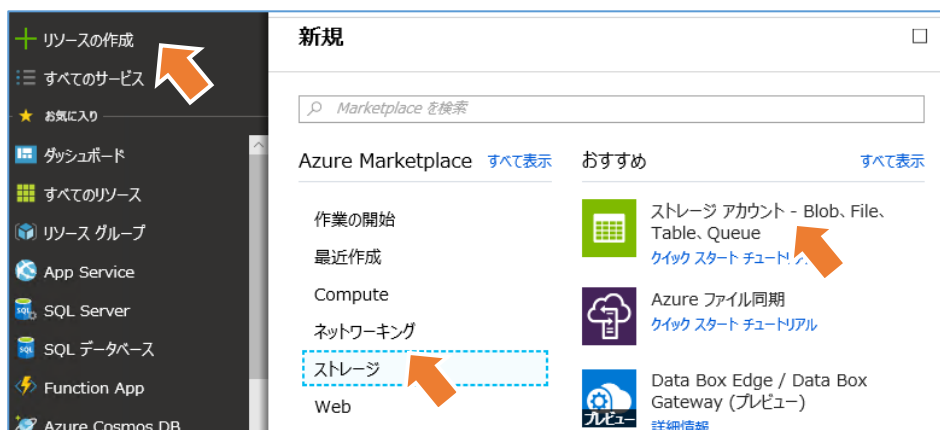 リソースの作成
すべてのサービス
お気に入り
ダッシュボード
すべてのリソース
リソース グループ
App Service
SQL Server
SQL データベース
Function App
Azure Cosmos DB
新規
Marketplace を検索
Azure Marketplace すべて表示
作業の開始
最近作成
Compute
ネットワーキング
ストレージ
Web
おすすめ すべて表示
ストレージ アカウント - Blob、File、
Table、Queue
クイック スタート チュートリ
Azure ファイル同期
クイック スタート チュートリアル
Data Box Edge / Data Box
Gateway (プレビュー)
プレビュー
詳細情報